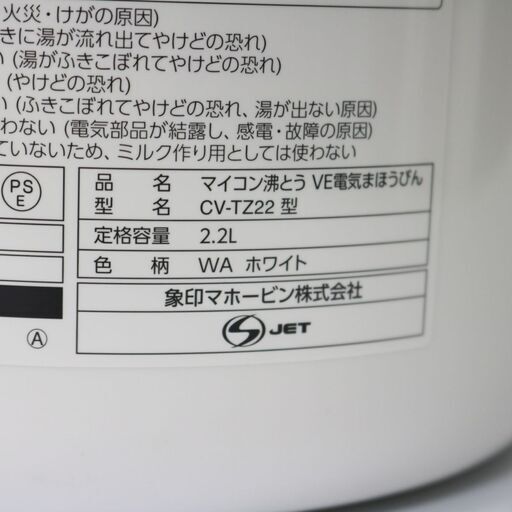 火災・けがの原因)
きに湯が流れ出てやけどの恐れ)
い (湯がふきこぼれてやけどの恐れ)
(やけどの恐れ)
い (ふきこぼれてやけどの恐れ、湯が出ない原因)
わない (電気部品が結露し、感電・故障の原因)
ていないため、ミルク作り用としては使わない
PS
E
品 名 マイコン沸とう VE電気まほうびん
型 名 CV-TZ22 型
定格容量 2.2L
色 柄 WA ホワイト
象印マホービン株式会社
JET
A